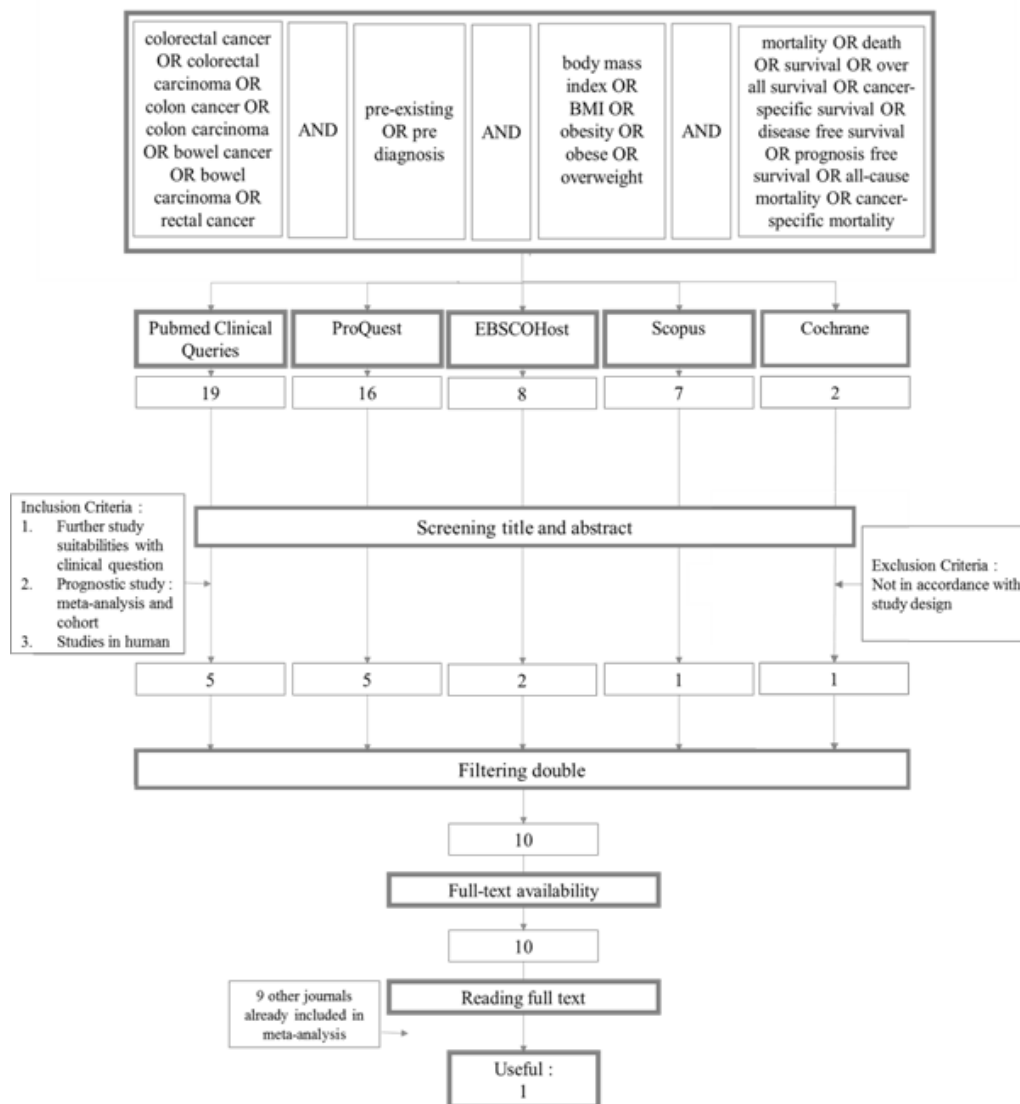 colorectal cancer
OR colorectal
carcinoma OR
colon cancer OR
colon carcinoma
OR bowel cancer
OR bowel
carcinoma OR
rectal cancer
AND
pre-existing
OR pre
diagnosis
AND
body mass
index OR
BMI OR
obesity OR
obese OR
overweight
AND
mortality OR death
OR survival OR over
all survival OR cancer-
specific survival OR
disease free survival
OR prognosis free
survival OR all-cause
mortality OR cancer-
specific mortality
Pubmed Clinical
Queries
ProQuest
EBSCOHost
Scopus
Cochrane
19
16
8
7
2
Screening title and abstract
Inclusion Criteria :
1. Further study
suitabilities with
clinical question
2. Prognostic study :
meta-analysis and
cohort
3. Studies in human
Exclusion Criteria :
Not in accordance with
study design
5
5
2
1
1
Filtering double
10
Full-text availability
10
Reading full text
9 other journals
already included in
meta-analysis
Useful :
1